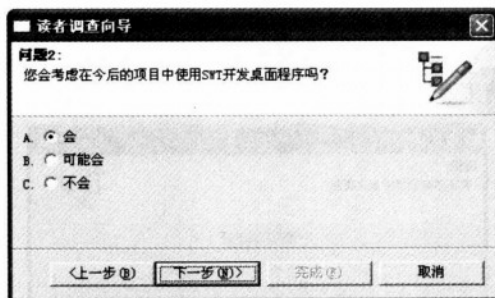 读者调查向导
问题2:
您会考虑在今后的项目中使用SWT开发桌面程序吗?
A. 会
B. 可能会
C. 不会
<上一步(B) 下一步(N)> 完成(F) 取消